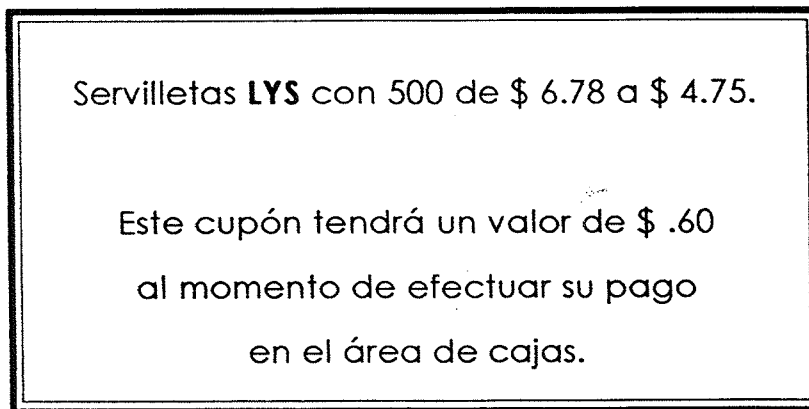 Servilletas LYS con 500 de $ 6.78 a $ 4.75.
Este cupón tendrá un valor de $ .60
al momento de efectuar su pago
en el área de cajas.